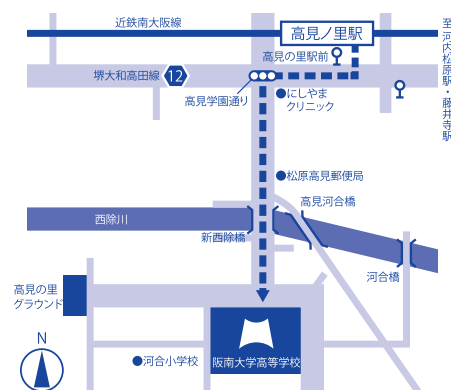 近鉄南大阪線
高見ノ里駅
至 河内松原駅・藤井寺駅
高見の里駅前
堺大和高田線
12
高見学園通り
にしやま
クリニック
松原高見郵便局
高見河合橋
西除川
新西除橋
河合橋
高見の里
グラウンド
N
河合小学校
阪南大学高等学校